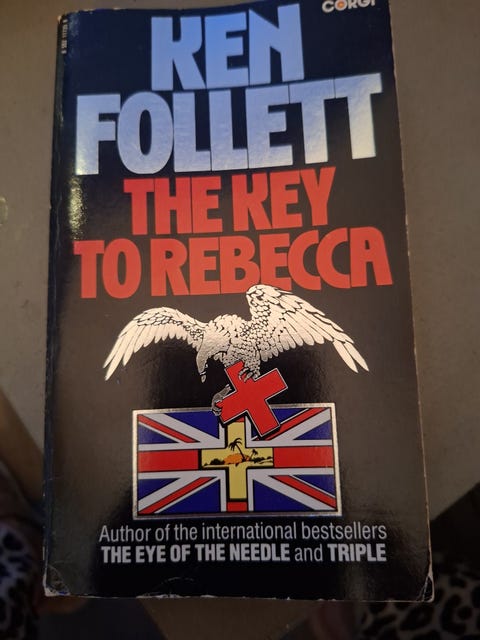 CORGI
KEN
FOLLETT
THE KEY
TO REBECCA
Author of the international bestsellers
THE EYE OF THE NEEDLE and TRIPLE